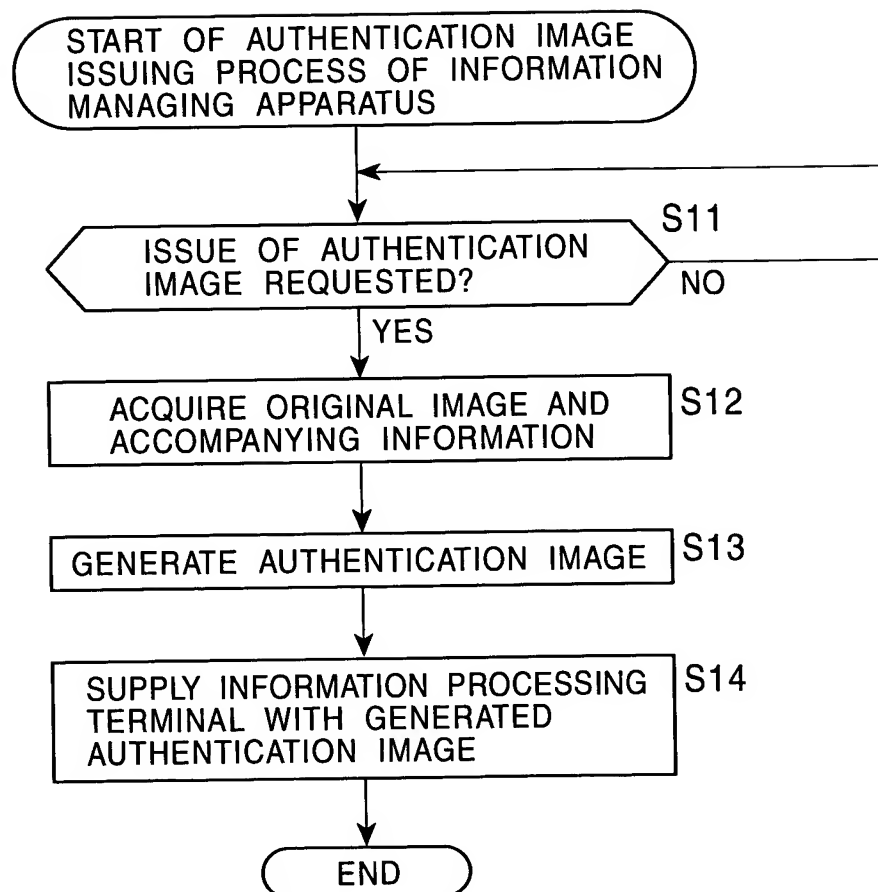 START OF AUTHENTICATION IMAGE
ISSUING PROCESS OF INFORMATION
MANAGING APPARATUS
S11
ISSUE OF AUTHENTICATION
IMAGE REQUESTED?
NO
YES
ACQUIRE ORIGINAL IMAGE AND
ACCOMPANYING INFORMATION
S12
GENERATE AUTHENTICATION IMAGE
S13
SUPPLY INFORMATION PROCESSING
TERMINAL WITH GENERATED
AUTHENTICATION IMAGE
S14
END